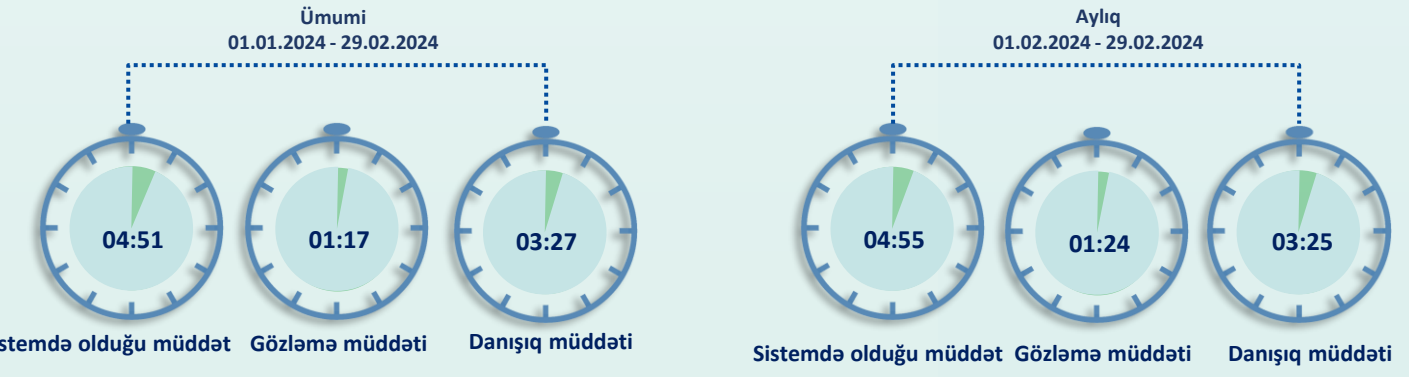 Ümumi
01.01.2024 - 29.02.2024
04:51
01:17
03:27
stemdə olduğu müddət
Gözləmə müddəti
Danışıq müddəti
Aylıq
01.02.2024 - 29.02.2024
04:55
01:24
03:25
Sistemdə olduğu müddət
Gözləmə müddəti
Danışıq müddəti